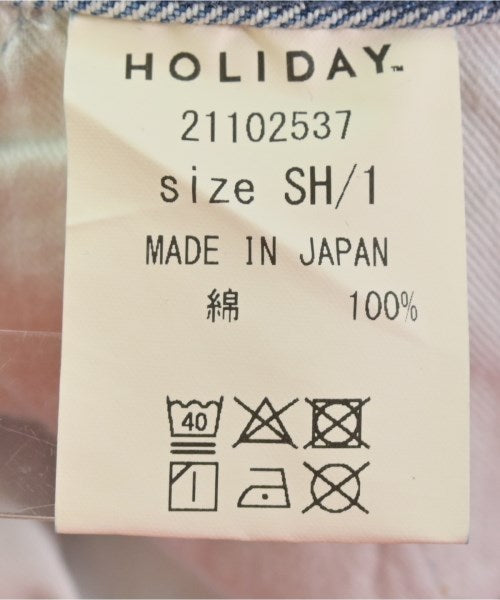 HOLIDAY™
21102537
size SH/1
MADE IN JAPAN
綿 100%
40